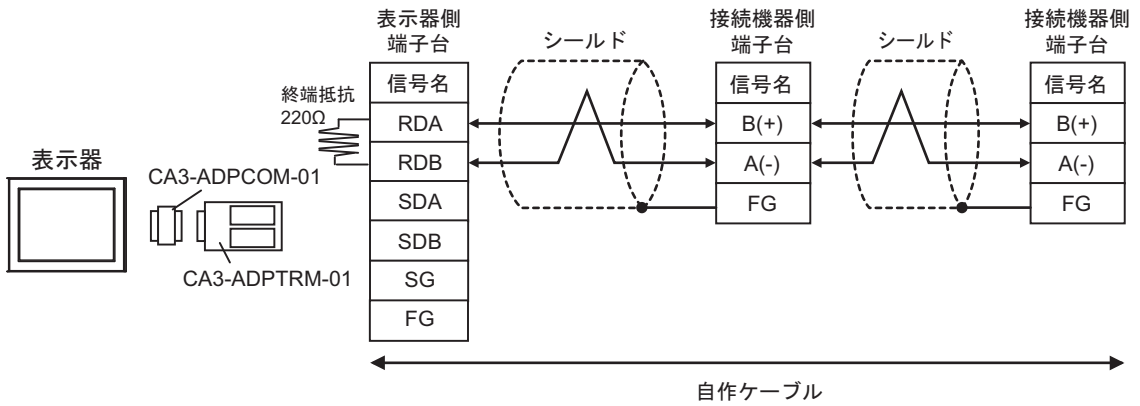 表示器側
端子台
シールド
接続機器側
端子台
シールド
接続機器側
端子台
終端抵抗
220Ω
信号名
RDA
RDB
SDA
SDB
SG
FG
信号名
B(+)
A(-)
FG
信号名
B(+)
A(-)
FG
表示器
CA3-ADPCOM-01
CA3-ADPTRM-01
自作ケーブル